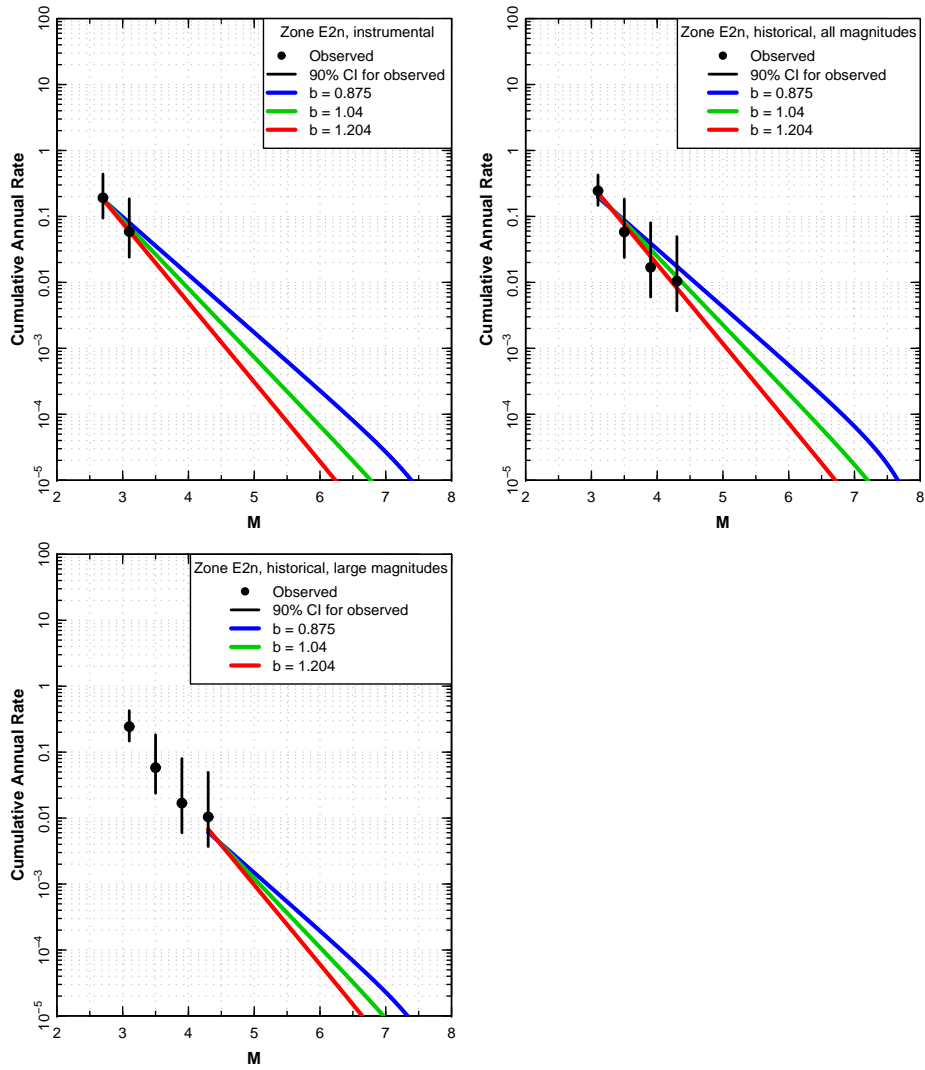 Zone E2n, instrumental
Observed
90% CI for observed
b = 0.875
b = 1.04
b = 1.204
Cumulative Annual Rate
100
10
1
0.1
0.01
10−3
10−4
10−5
2 3 4 5 6 7 8
M
Zone E2n, historical, all magnitudes
Observed
90% CI for observed
b = 0.875
b = 1.04
b = 1.204
Cumulative Annual Rate
100
10
1
0.1
0.01
10−3
10−4
10−5
2 3 4 5 6 7 8
M
Zone E2n, historical, large magnitudes
Observed
90% CI for observed
b = 0.875
b = 1.04
b = 1.204
Cumulative Annual Rate
100
10
1
0.1
0.01
10−3
10−4
10−5
2 3 4 5 6 7 8
M